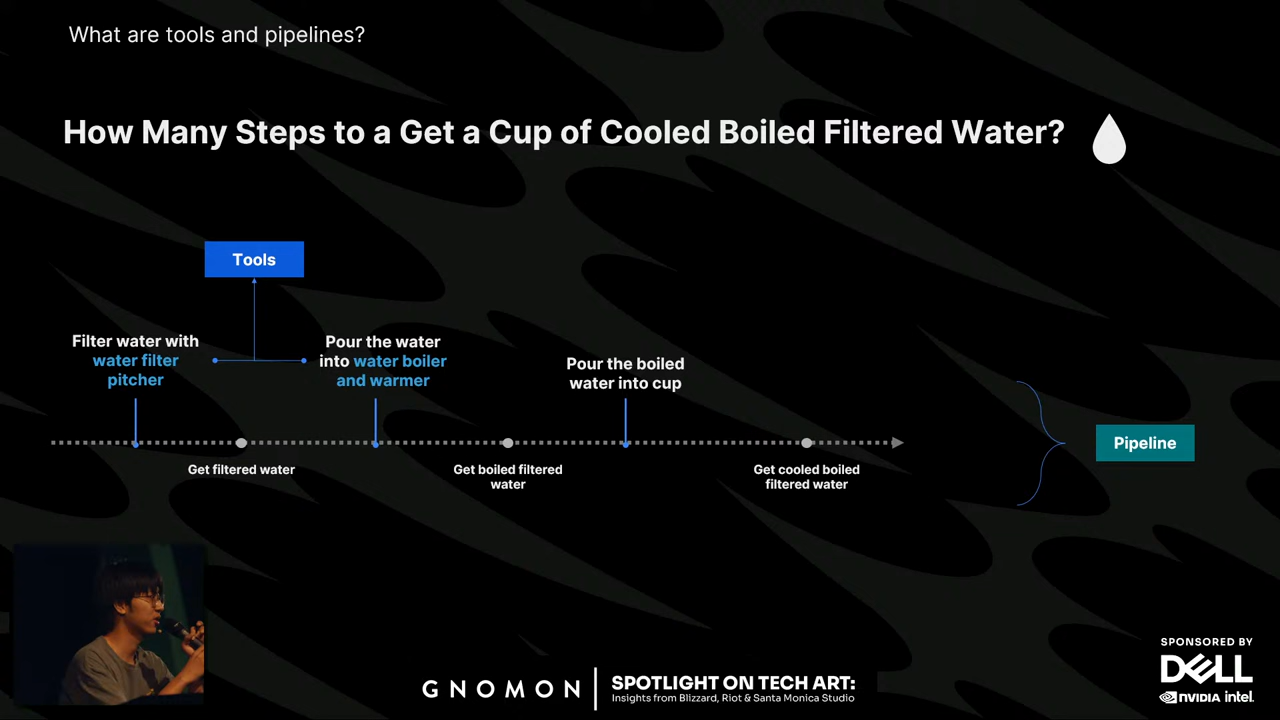 What are tools and pipelines?
How Many Steps to a Get a Cup of Cooled Boiled Filtered Water?
Tools
Filter water with
water filter
pitcher
Pour the water
into water boiler
and warmer
Pour the boiled
water into cup
Get filtered water
Get boiled filtered
water
Get cooled boiled
filtered water
Pipeline
GNOMON
SPOTLIGHT ON TECH ART:
Insights from Blizzard, Riot & Santa Monica Studio
SPONSORED BY
DELL
NVIDIA intel.